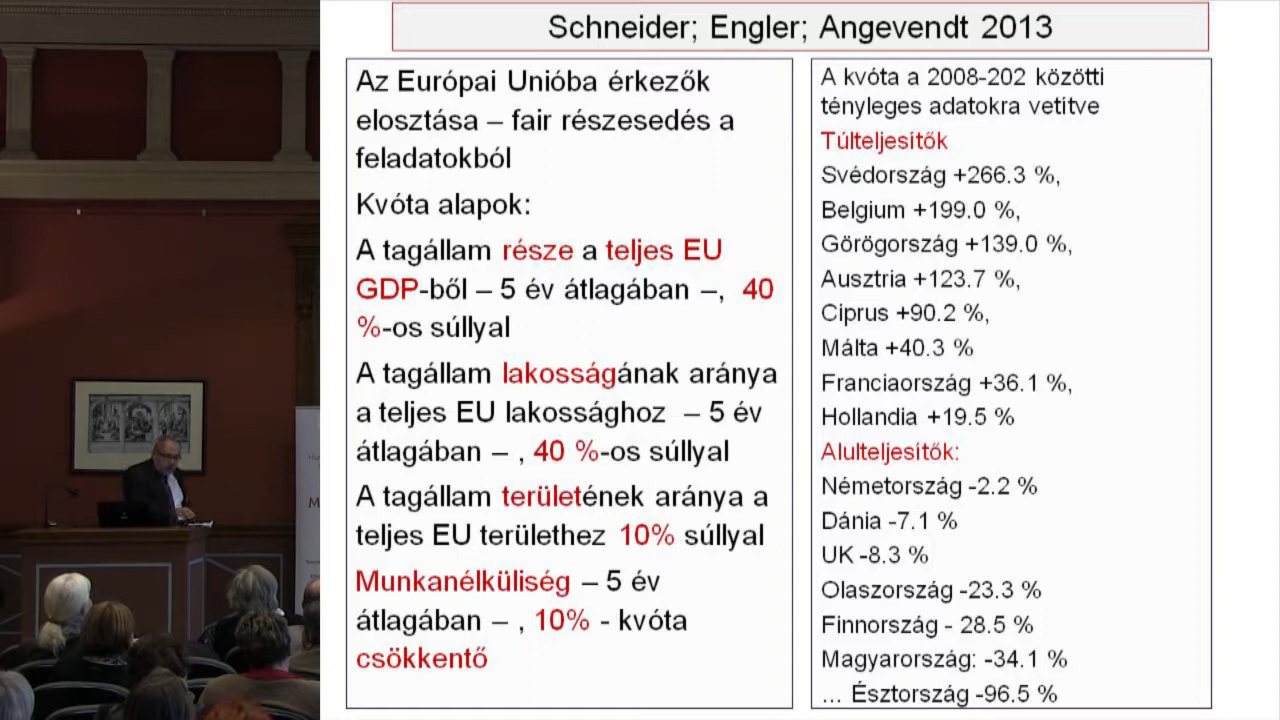 Schneider; Engler; Angevendt 2013
Az Európai Unióba érkezők
elosztása – fair részesedés a
feladatokból
Kvóta alapok:
A tagállam része a teljes EU
GDP-ből – 5 év átlagában –, 40
%-os súllyal
A tagállam lakosságának aránya
a teljes EU lakossághoz – 5 év
átlagában – , 40 %-os súllyal
A tagállam területének aránya a
teljes EU területhez 10% súllyal
Munkanélküliség – 5 év
átlagában – , 10% - kvóta
csökkentő
A kvóta a 2008-202 közötti
tényleges adatokra vetítve
Túlteljesítők
Svédország +266.3 %,
Belgium +199.0 %,
Görögország +139.0 %,
Ausztria +123.7 %,
Ciprus +90.2 %,
Málta +40.3 %
Franciaország +36.1 %,
Hollandia +19.5 %
Alulteljesítők:
Németország -2.2 %
Dánia -7.1 %
UK -8.3 %
Olaszország -23.3 %
Finnország - 28.5 %
Magyarország: -34.1 %
... Észtország -96.5 %